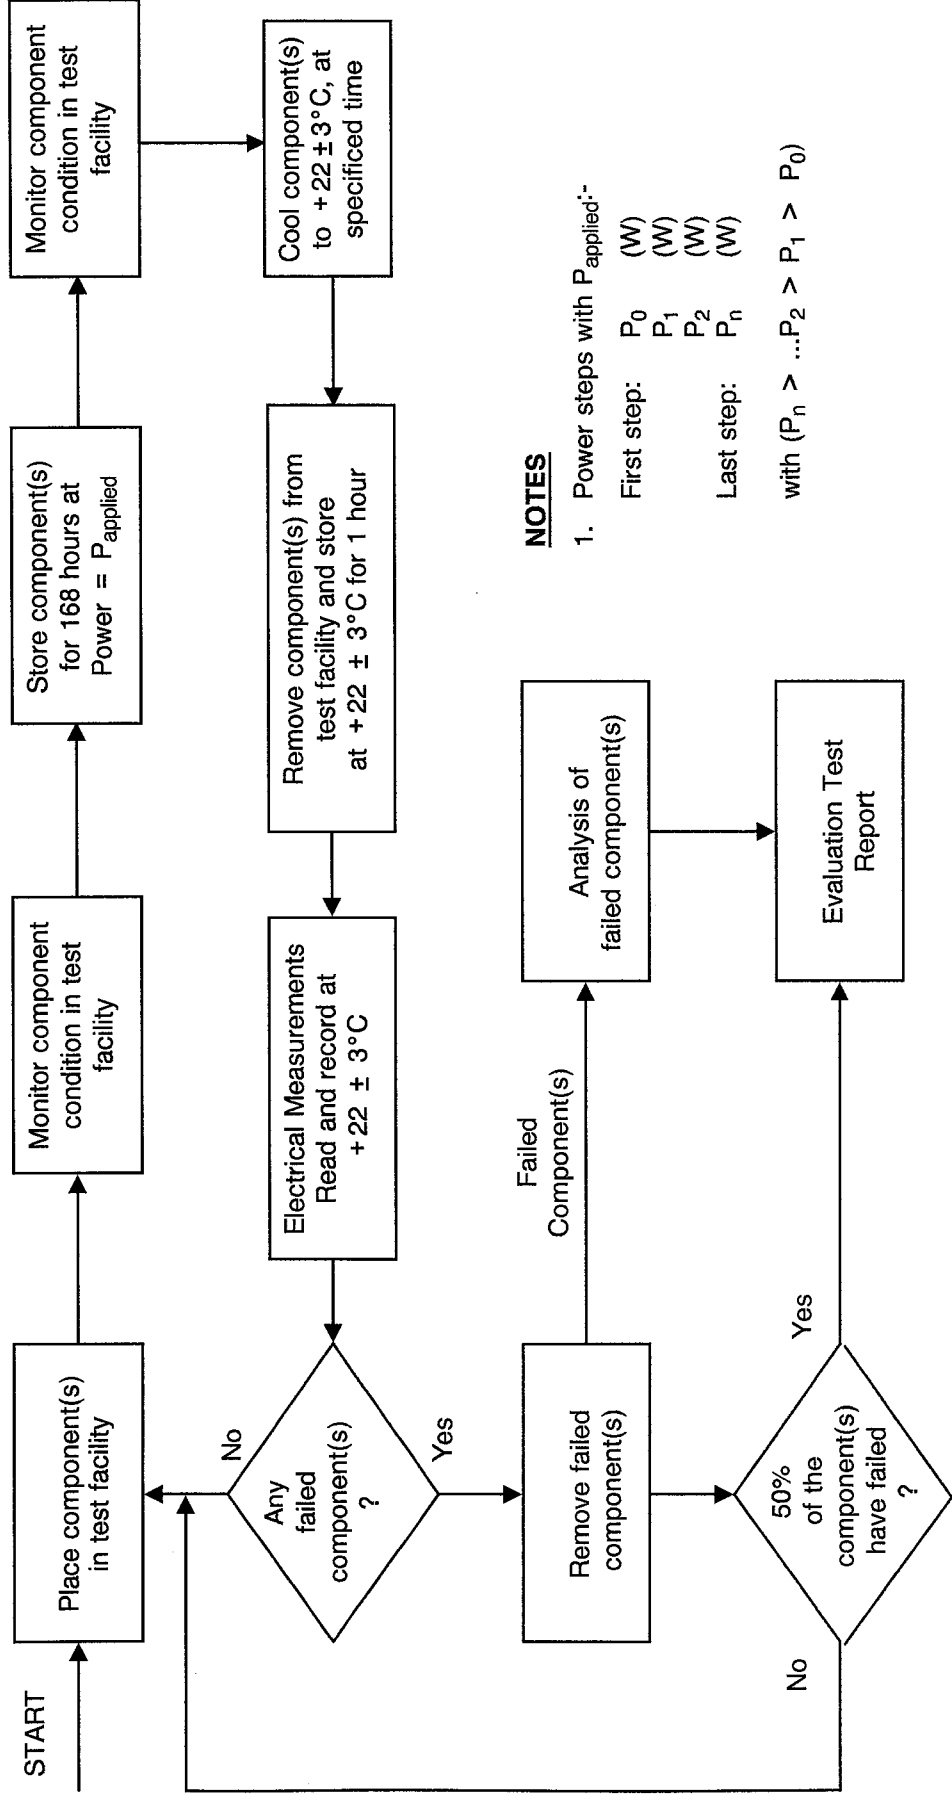 START
Place component(s)
in test facility
Monitor component
condition in test
facility
Store component(s)
for 168 hours at
Power = Papplied
Monitor component
condition in test
facility
Cool component(s)
to +22±3°C, at
specificed time
Remove component(s) from
test facility and store
at +22 ± 3°C for 1 hour
Electrical Measurements
Read and record at
+22 ± 3°C
Any
failed
component(s)
?
No
Yes
Remove failed
component(s)
Failed
Component(s)
Analysis of
failed component(s)
50%
of the
component(s)
have failed
?
No
Yes
Evaluation Test
Report
NOTES
1. Power steps with Papplied:-
First step: P0 (W)
P1 (W)
P2 (W)
Last step: Pn (W)
with (Pn > ...P2 > P1 > P0)